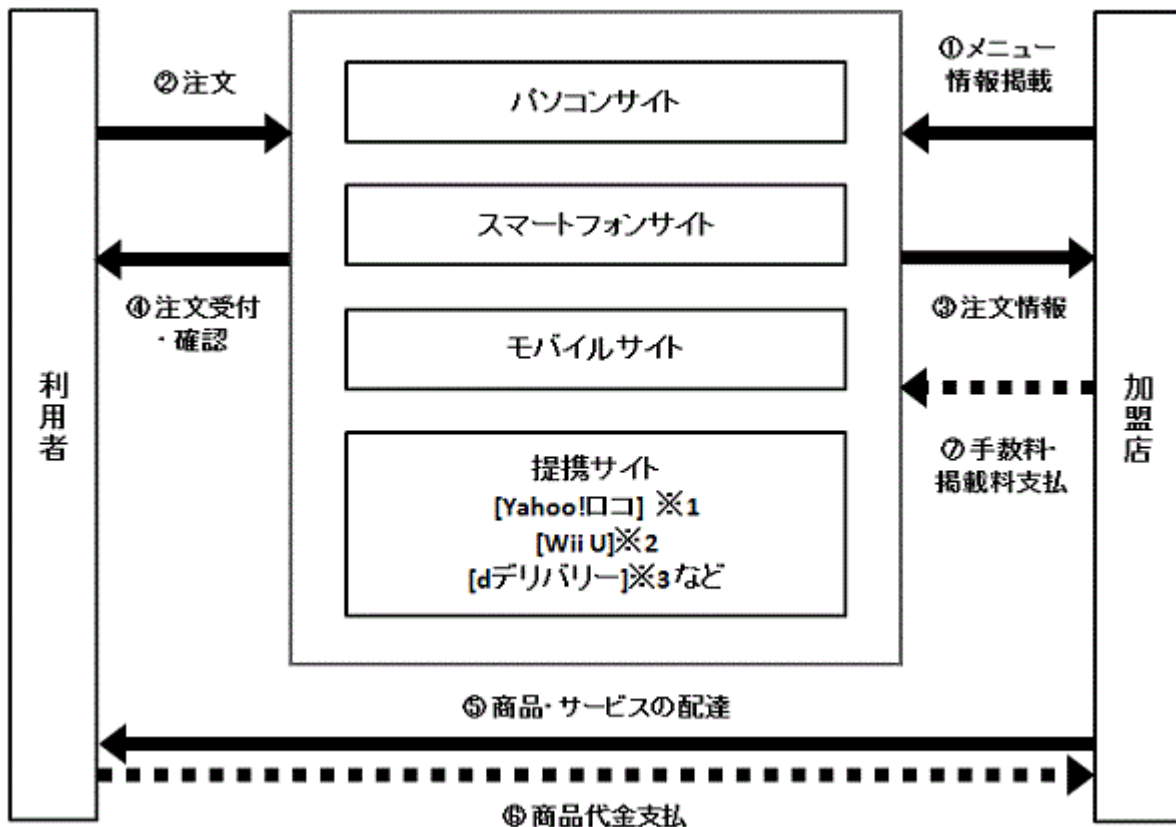 ②注文
①メニュー
情報掲載
パソコンサイト
スマートフォンサイト
④注文受付
・確認
③注文情報
モバイルサイト
利用者
加盟店
⑦手数料・
掲載料支払
提携サイト
[Yahoo!ロコ] ※1
[Wii U]※2
[dデリバリー]※3など
⑤商品・サービスの配達
⑥商品代金支払